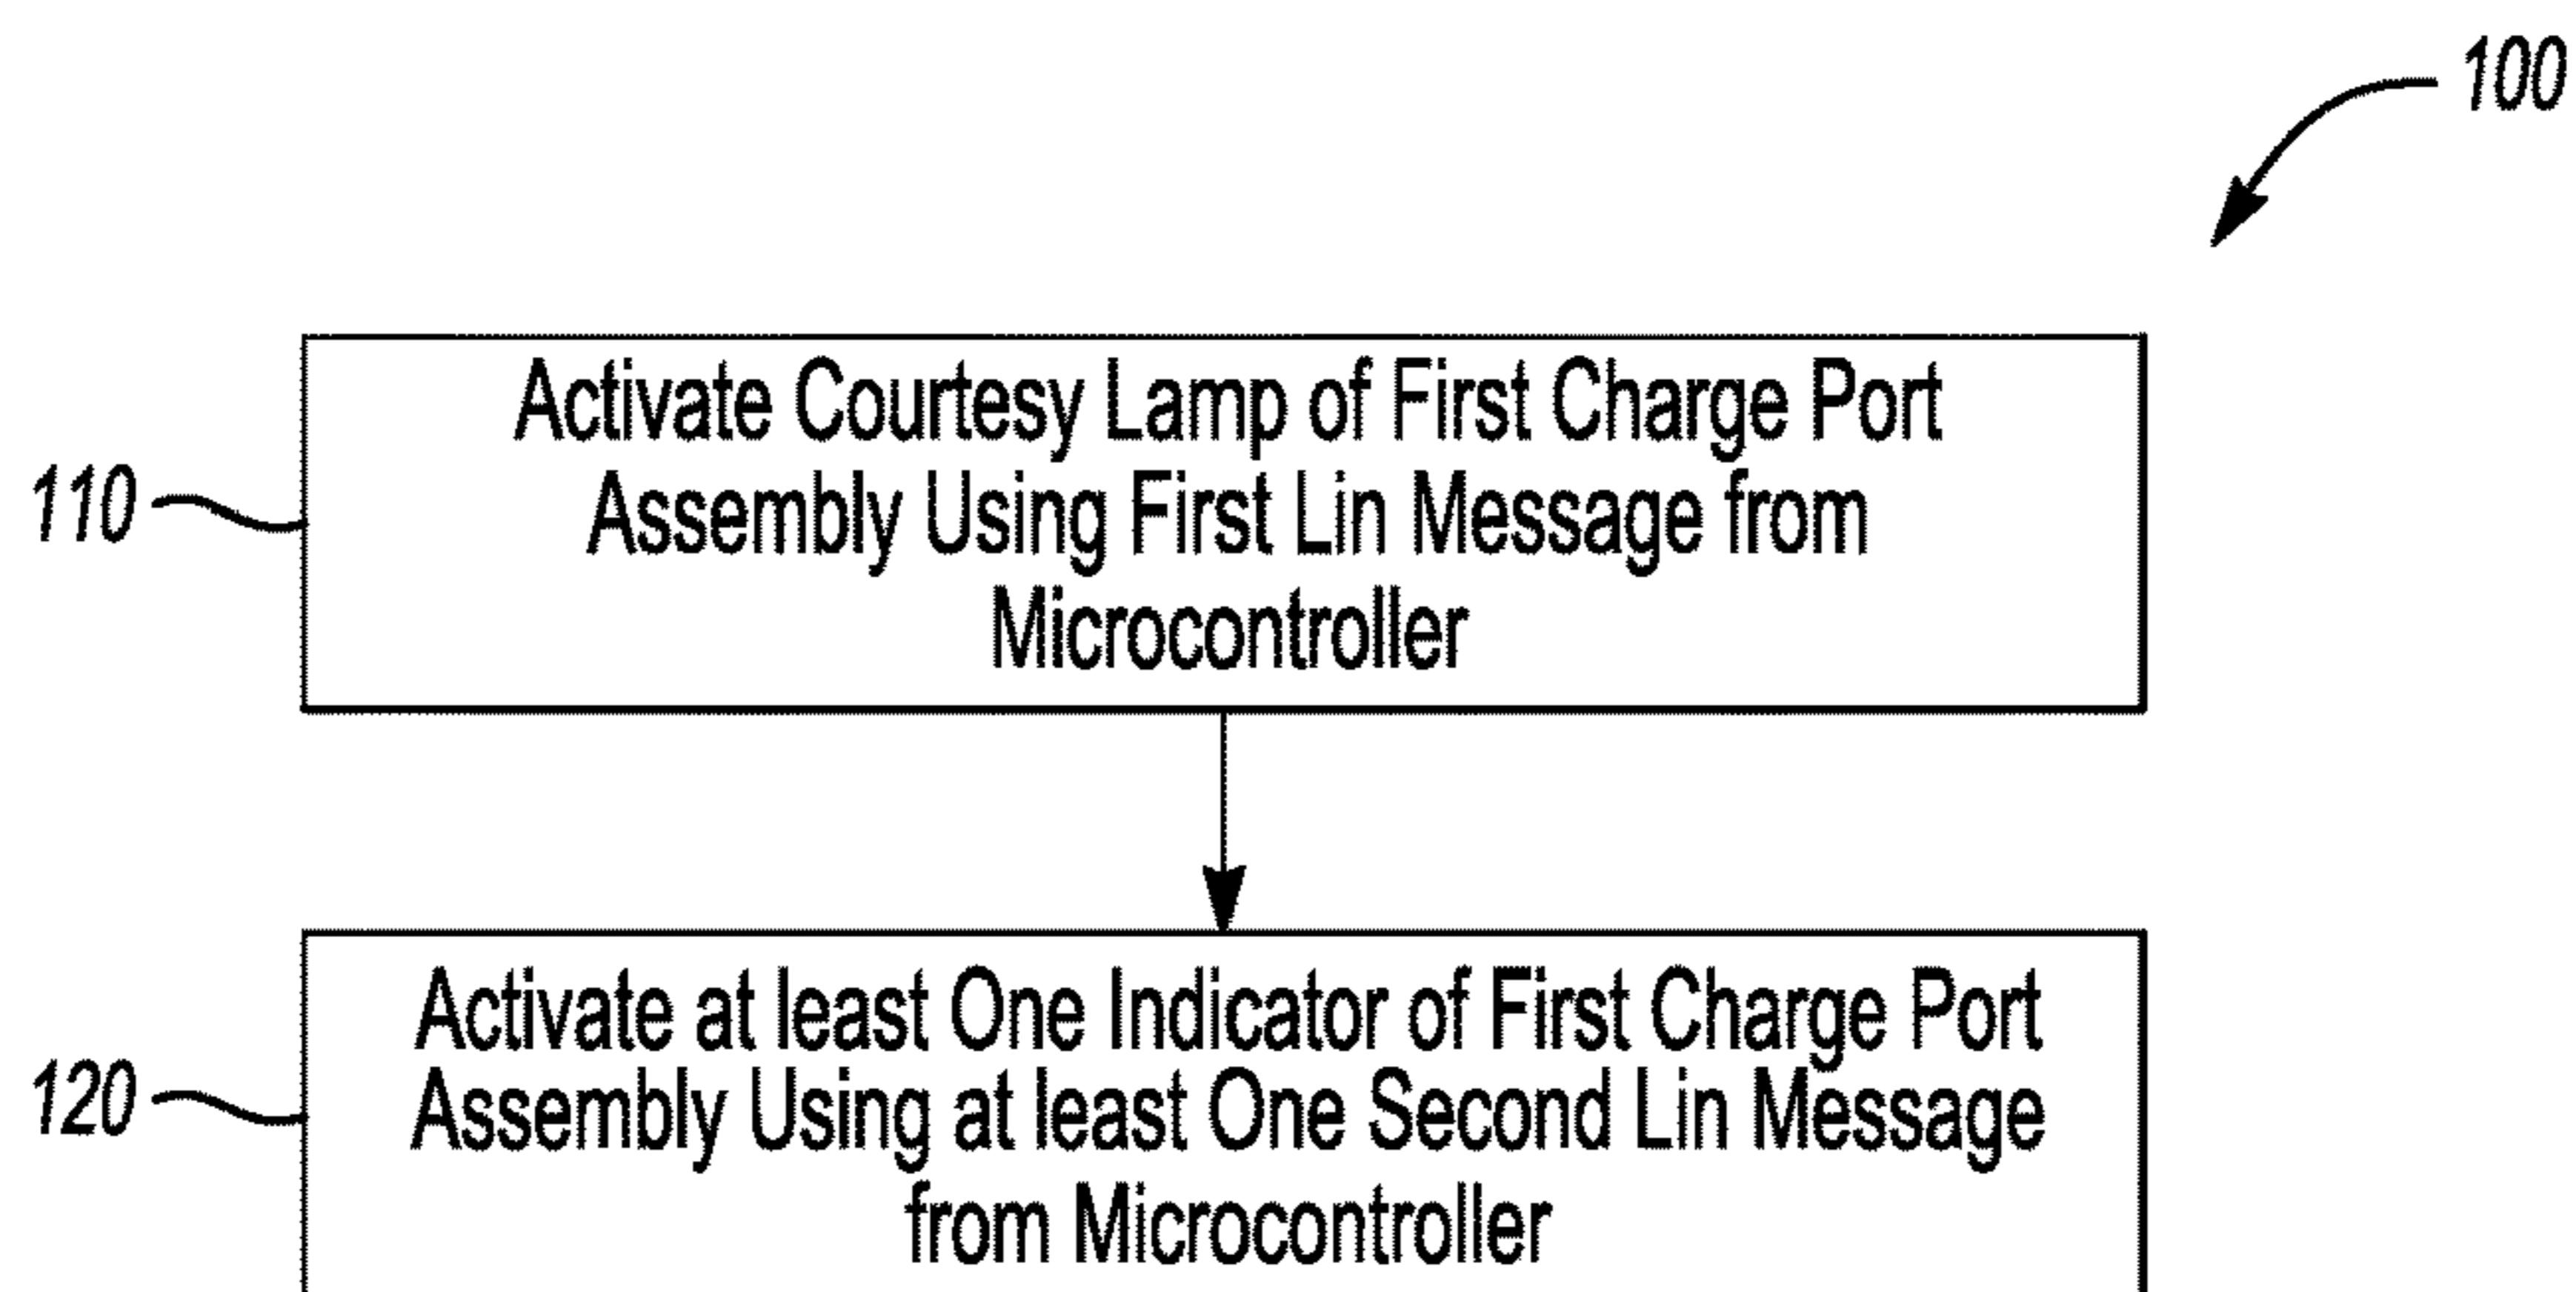 100
Activate Courtesy Lamp of First Charge Port
110
Assembly Using First Lin Message from
Microcontroller
Activate at least One Indicator of First Charge Port
120
Assembly Using at least One Second Lin Message
from Microcontroller